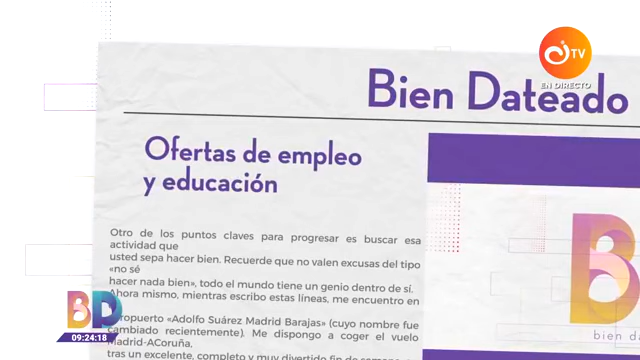 TV
EN DIRECTO
Bien Dateado
Ofertas de empleo
y educación
Otro de los puntos claves para progresar es buscar esa
actividad que
usted sepa hacer bien. Recuerde que no valen excusas del tipo
«no sé
hacer nada bien», todo el mundo tiene un genio dentro de sí.
Ahora mismo, mientras escribo estas líneas, me encuentro en
aeropuerto «Adolfo Suárez Madrid Barajas» (cuyo nombre fue
cambiado recientemente). Me dispongo a coger el vuelo
Madrid-ACoruña,
tras un excelente, completo y muy divertido fin de
B
bien d
BD
09:24:18